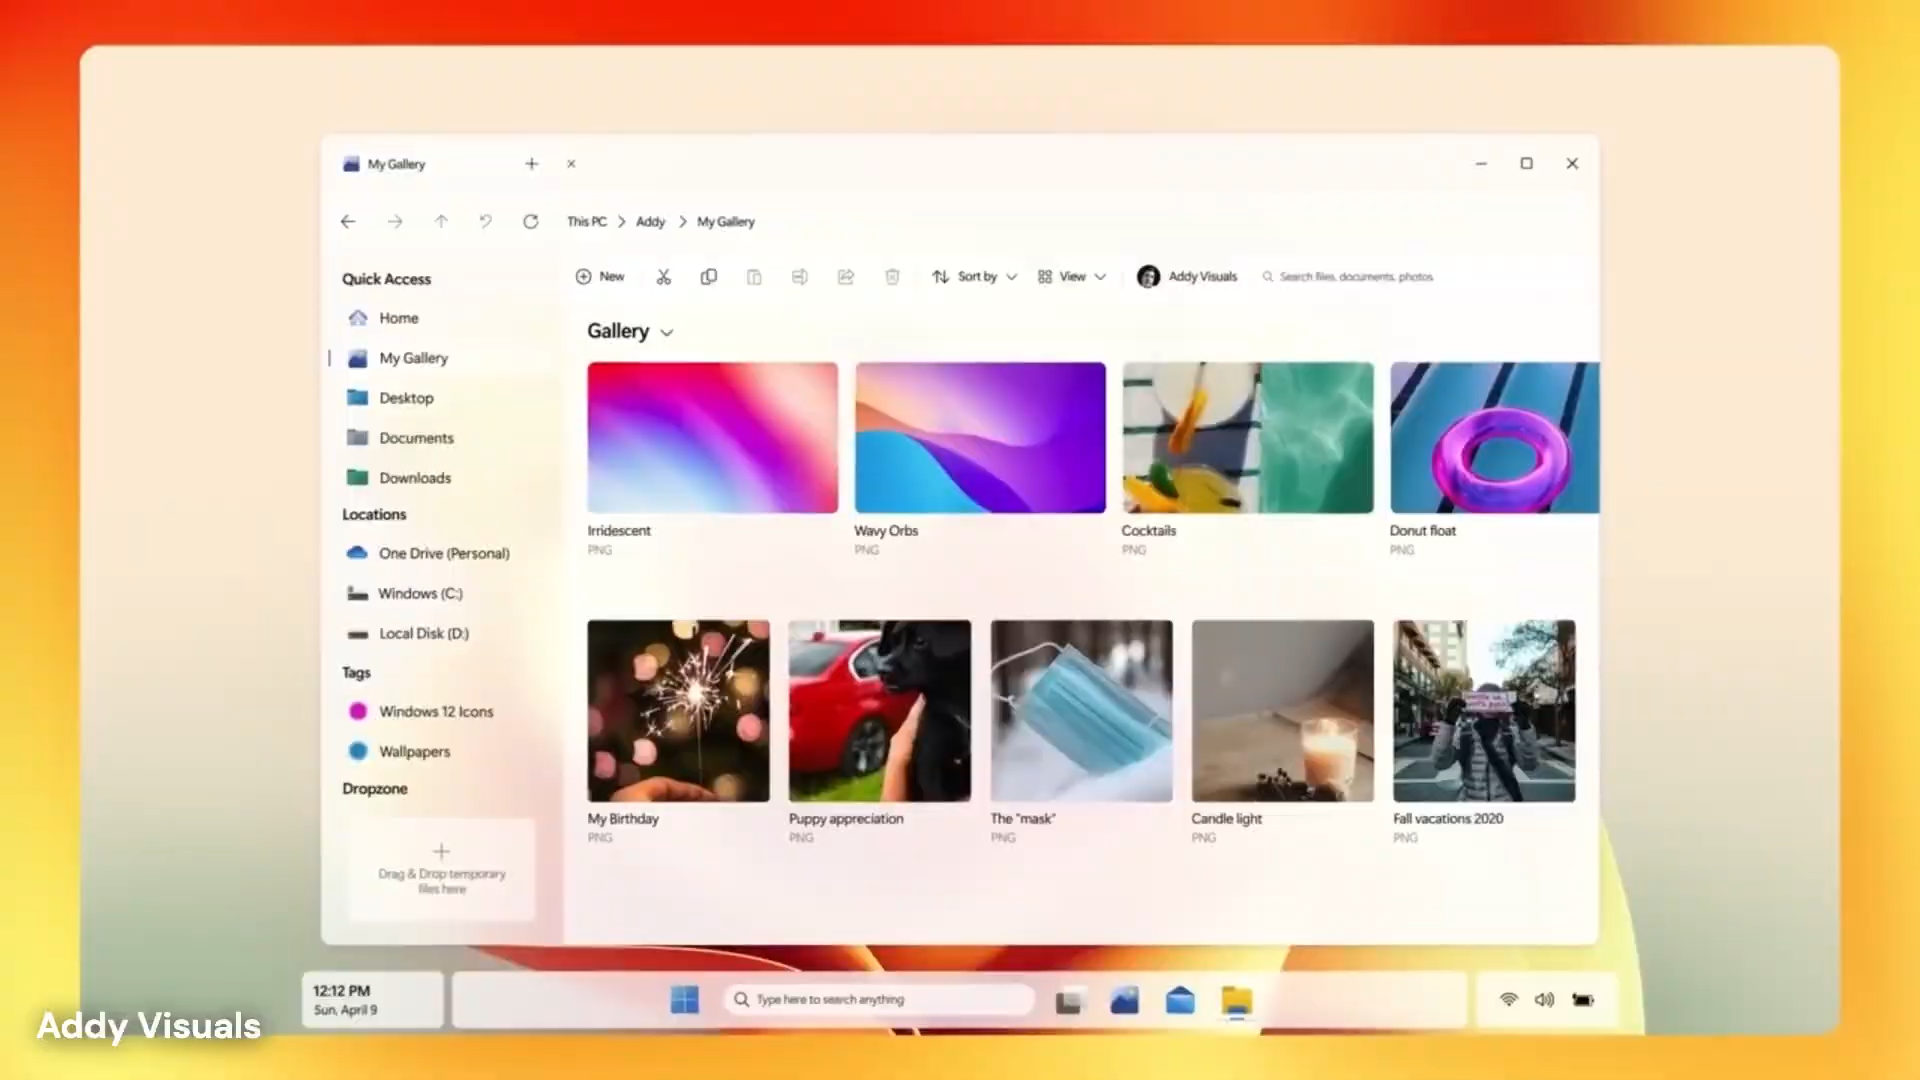 My Gallery
This PC > Addy > My Gallery
Quick Access
Home
My Gallery
Desktop
Documents
Downloads
Locations
One Drive (Personal)
Windows (C:)
Local Disk (D:)
Tags
Windows 12 Icons
Wallpapers
Dropzone
Drag & Drop temporary
files here
New
Sort by
View
Addy Visuals
Search files, documents, photos
Gallery
Irridescent
PNG
Wavy Orbs
PNG
Cocktails
PNG
Donut float
PNG
My Birthday
PNG
Puppy appreciation
PNG
The "mask"
PNG
Candle light
PNG
Fall vacations 2020
PNG
12:12 PM
Sun, April 9
Type here to search anything
Addy Visuals